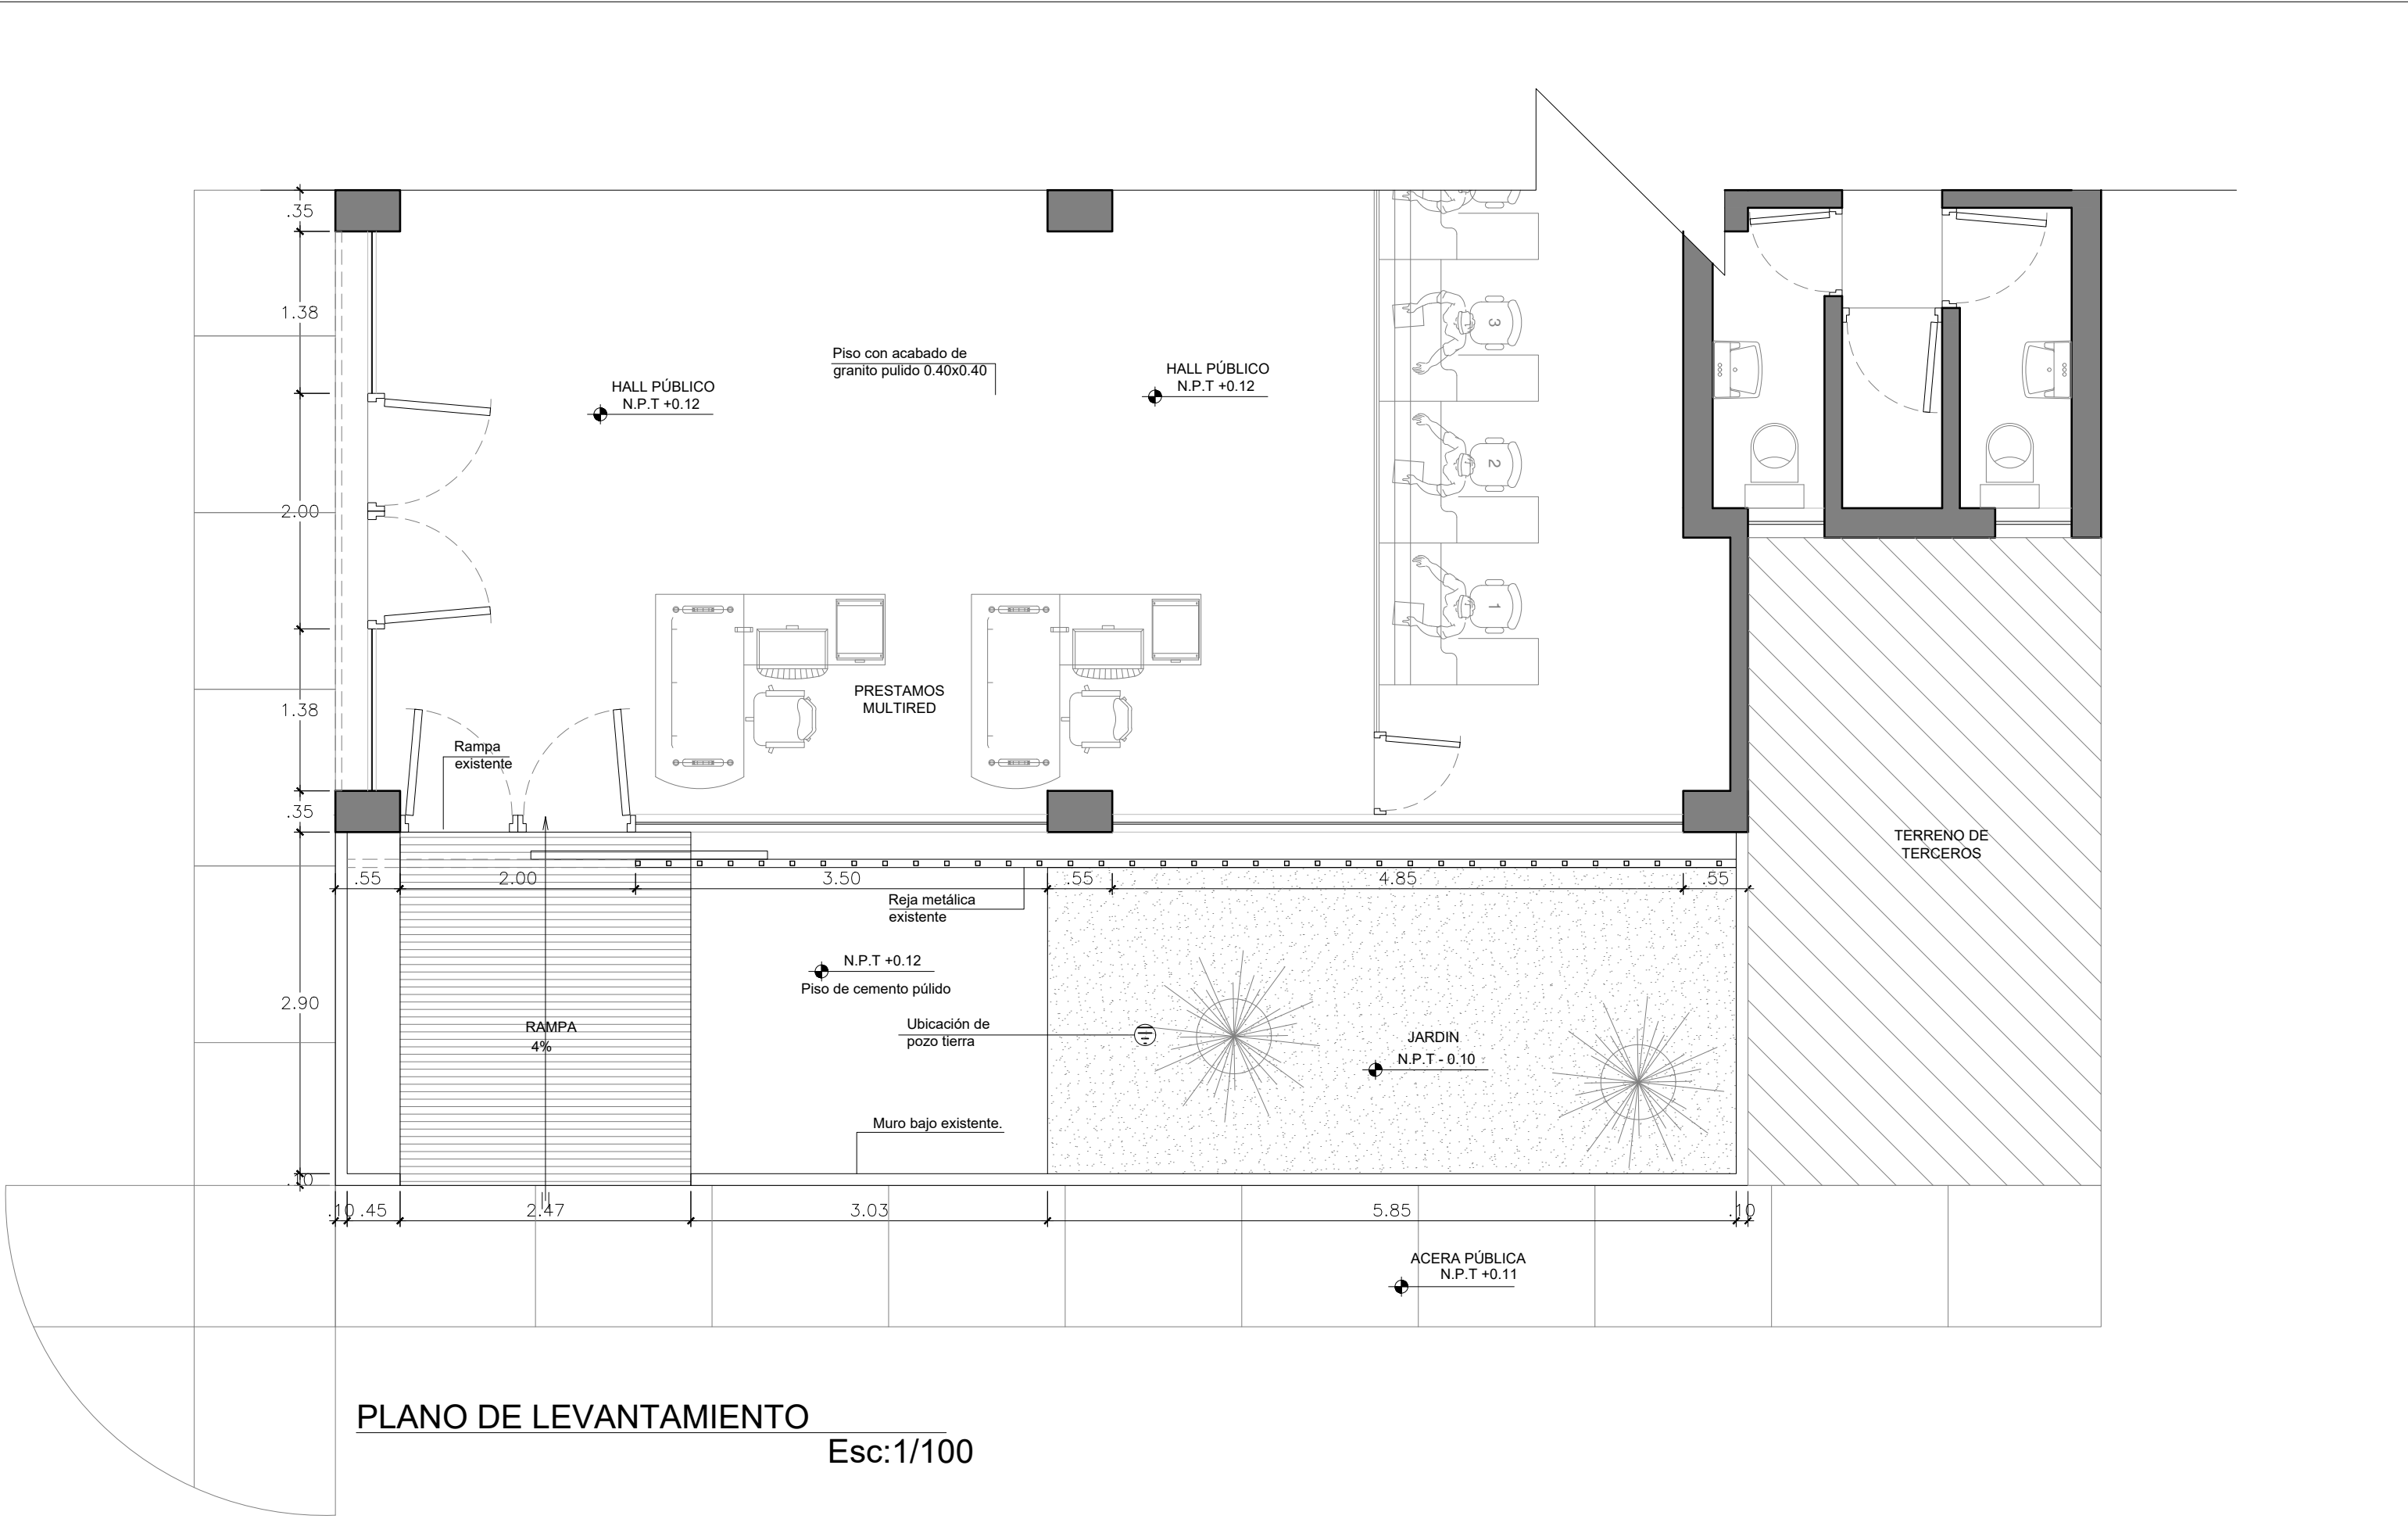 .35
1.38
2.00
1.38
.35
2.90
.10
HALL PÚBLICO
N.P.T +0.12
Piso con acabado de
granito pulido 0.40x0.40
HALL PÚBLICO
N.P.T +0.12
3
2
1
PRESTAMOS
MULTIRED
Rampa
existente
TERRENO DE
TERCEROS
.55 2.00 3.50 .55 4.85 .55
Reja metálica
existente
N.P.T +0.12
Piso de cemento púlido
Ubicación de
pozo tierra
RAMPA
4%
JARDIN
N.P.T - 0.10
Muro bajo existente.
.10 .45 2.47 3.03 5.85 .10
ACERA PÚBLICA
N.P.T +0.11
PLANO DE LEVANTAMIENTO
Esc:1/100